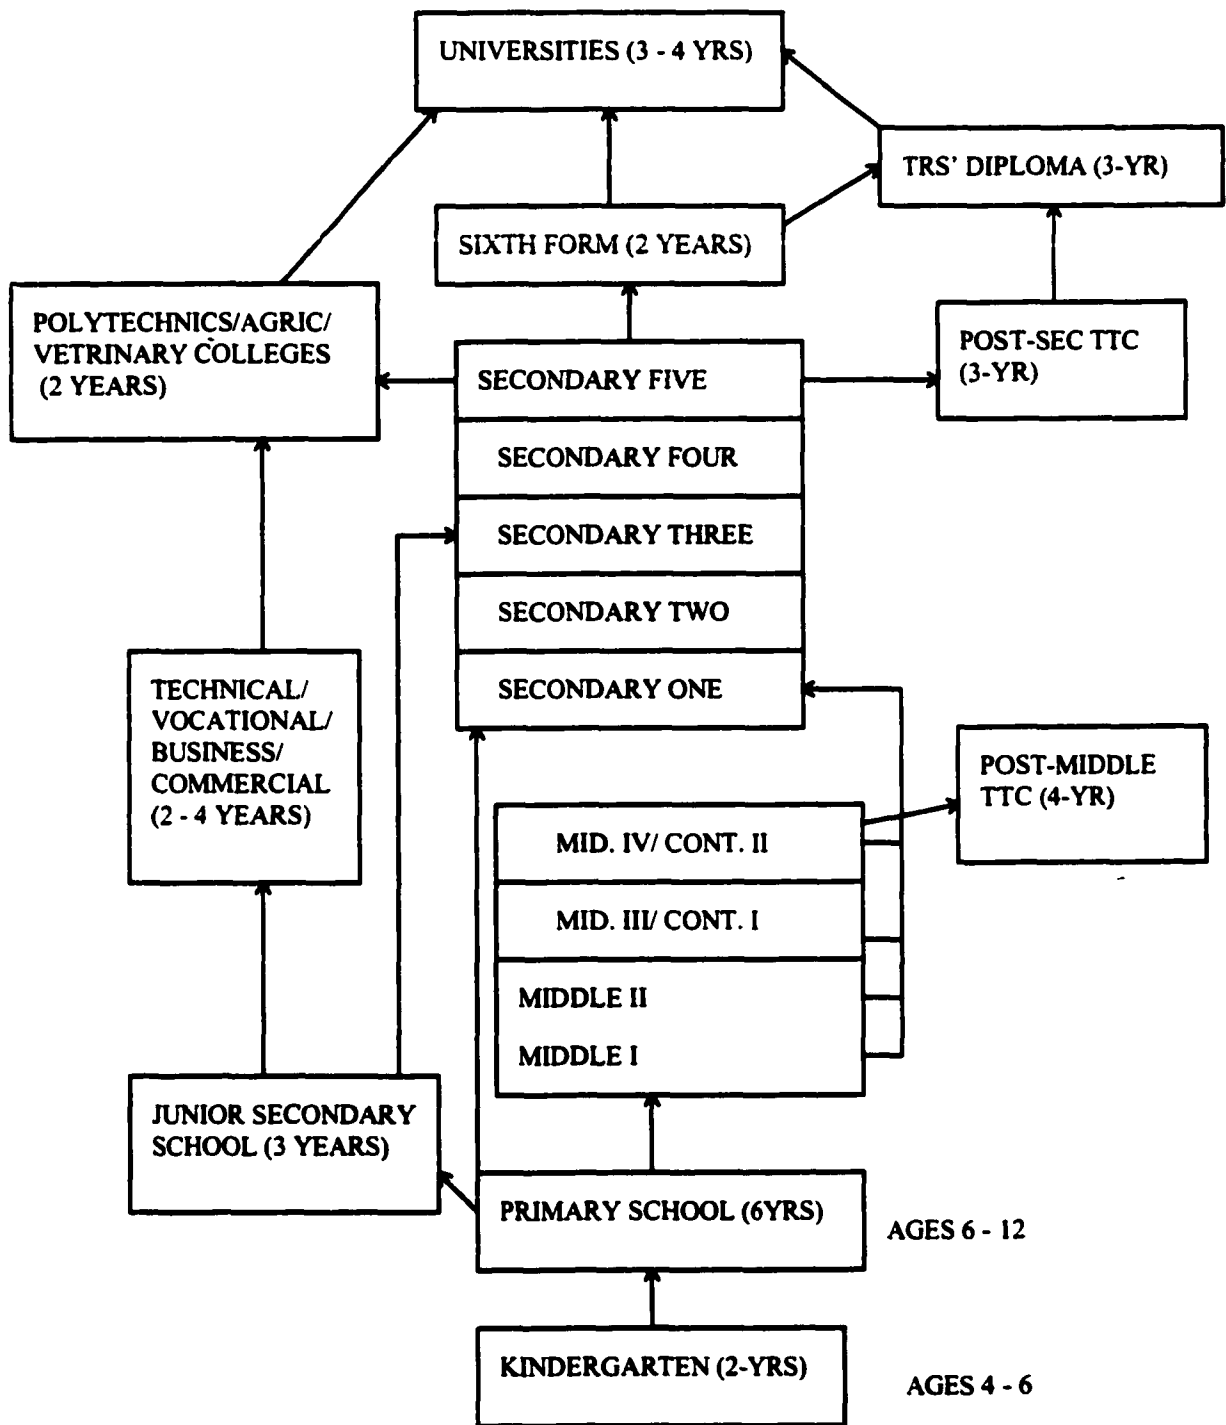 UNIVERSITIES (3 - 4 YRS)
TRS' DIPLOMA (3-YR)
SIXTH FORM (2 YEARS)
POLYTECHNICS/AGRIC/
VETRINARY COLLEGES
(2 YEARS)
POST-SEC TTC
(3-YR)
SECONDARY FIVE
SECONDARY FOUR
SECONDARY THREE
SECONDARY TWO
SECONDARY ONE
TECHNICAL/
VOCATIONAL/
BUSINESS/
COMMERCIAL
(2 - 4 YEARS)
POST-MIDDLE
TTC (4-YR)
MID. IV/ CONT. II
MID. III/ CONT. I
MIDDLE II
MIDDLE I
JUNIOR SECONDARY
SCHOOL (3 YEARS)
PRIMARY SCHOOL (6YRS)
AGES 6 - 12
KINDERGARTEN (2-YRS)
AGES 4 - 6